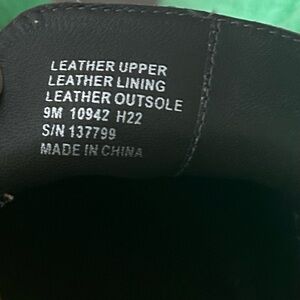 LEATHER UPPER
LEATHER LINING
LEATHER OUTSOLE
9M 10942 H22
S/N 137799
MADE IN CHINA